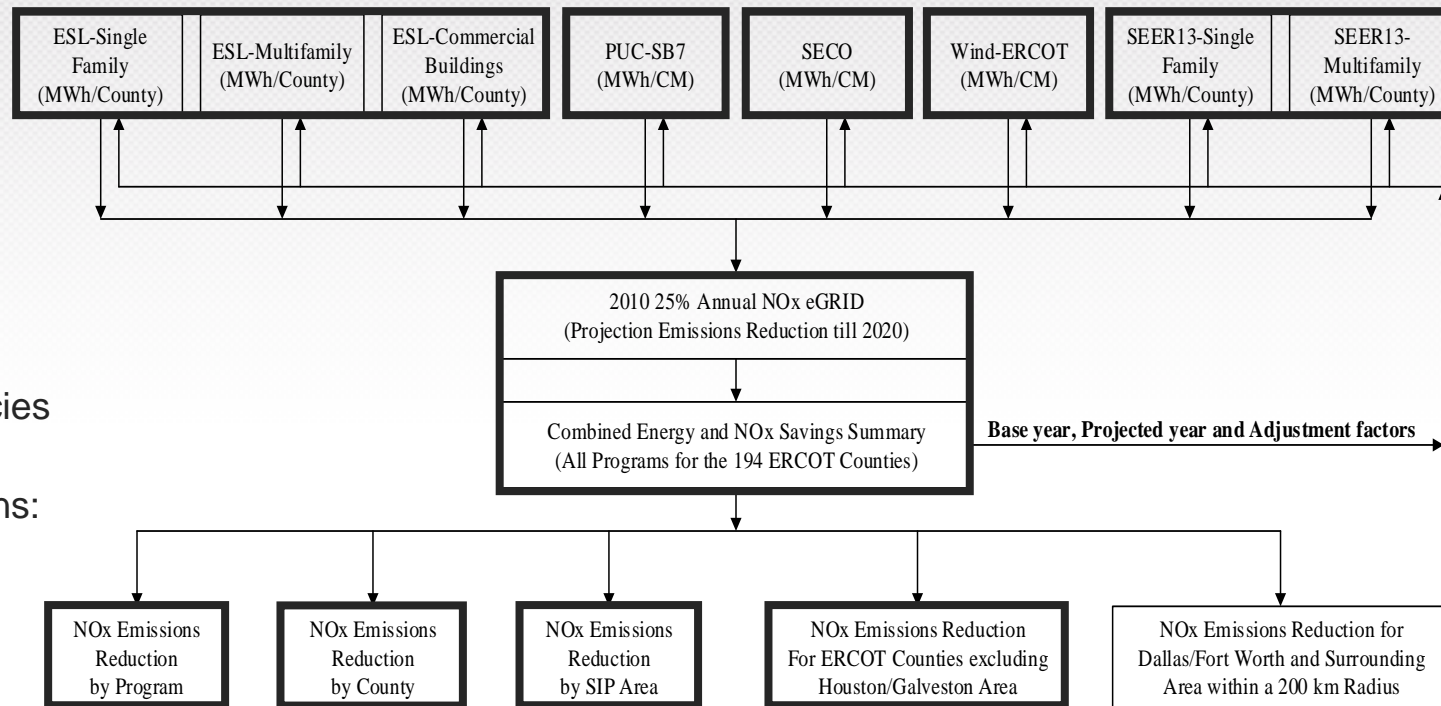 ESL-Single
Family
(MWh/County)
ESL-Multifamily
(MWh/County)
ESL-Commercial
Buildings
(MWh/County)
PUC-SB7
(MWh/CM)
SECO
(MWh/CM)
Wind-ERCOT
(MWh/CM)
SEER13-Single
Family
(MWh/County)
SEER13-
Multifamily
(MWh/County)
2010 25% Annual NOx eGRID
(Projection Emissions Reduction till 2020)
cies
Combined Energy and NOx Savings Summary
(All Programs for the 194 ERCOT Counties)
Base year, Projected year and Adjustment factors
ns:
NOx Emissions
Reduction
by Program
NOx Emissions
Reduction
by County
NOx Emissions
Reduction
by SIP Area
NOx Emissions Reduction
For ERCOT Counties excluding
Houston/Galveston Area
NOx Emissions Reduction for
Dallas/Fort Worth and Surrounding
Area within a 200 km Radius